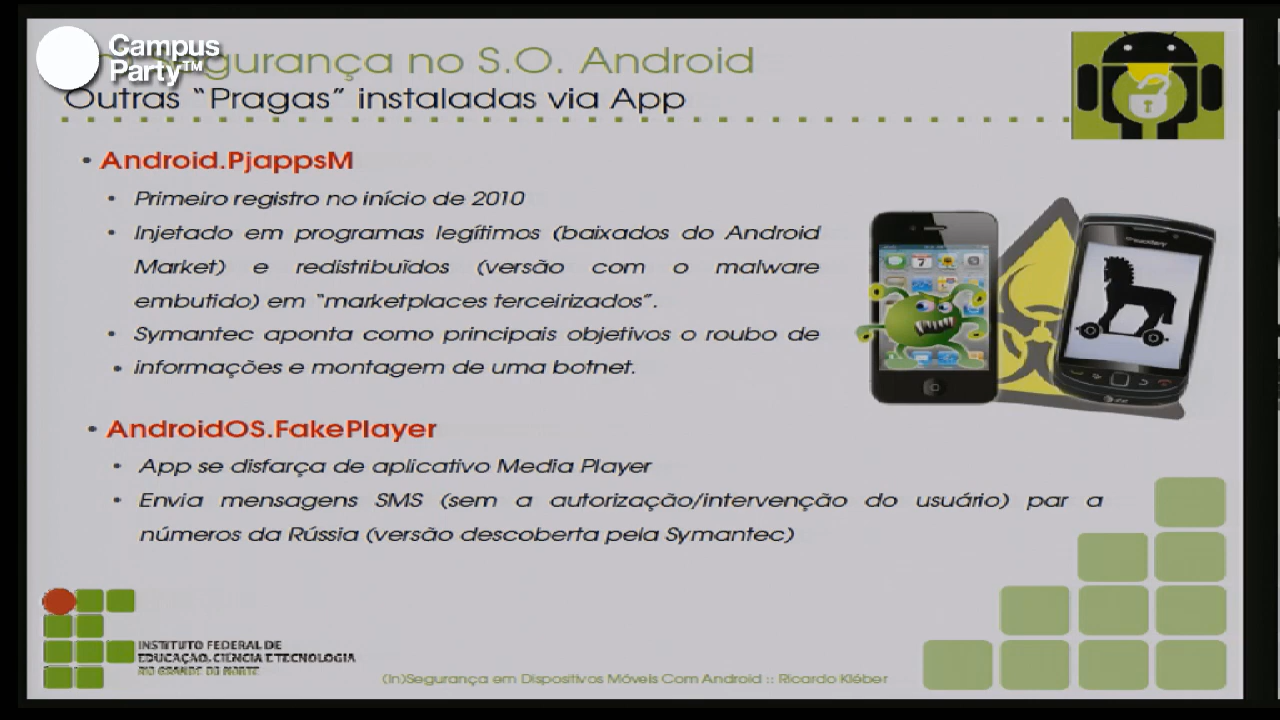 Campus
Party™
Segurança no S.O. Android
Outras “Pragas” instaladas via App
• Android.PjappsM
• Primeiro registro no início de 2010
• Injetado em programas legítimos (baixados do Android
Market) e redistribuídos (versão com o malware
embutido) em “marketplaces terceirizados”.
• Symantec aponta como principais objetivos o roubo de
• informações e montagem de uma botnet.
• AndroidOS.FakePlayer
• App se disfarça de aplicativo Media Player
• Envia mensagens SMS (sem a autorização/intervenção do usuário) par a
números da Rússia (versão descoberta pela Symantec)
INSTITUTO FEDERAL DE
EDUCAÇÃO, CIÊNCIA E TECNOLOGIA
RIO GRANDE DO NORTE
(In)Segurança em Dispositivos Móveis Com Android :: Ricardo Kléber